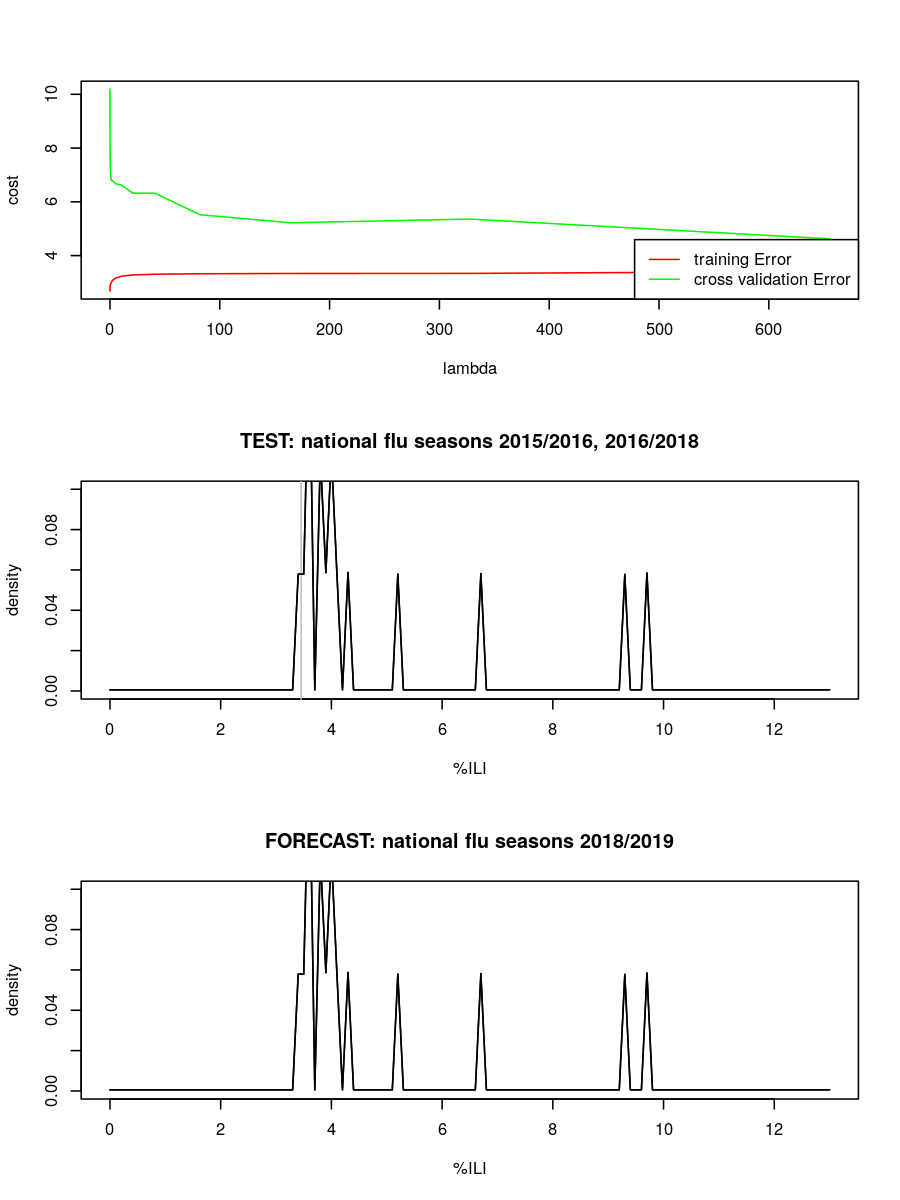 10
8
6
4
cost
training Error
cross validation Error
0 100 200 300 400 500 600
lambda
TEST: national flu seasons 2015/2016, 2016/2018
0.08
0.04
0.00
density
0 2 4 6 8 10 12
%ILI
FORECAST: national flu seasons 2018/2019
0.08
0.04
0.00
density
0 2 4 6 8 10 12
%ILI